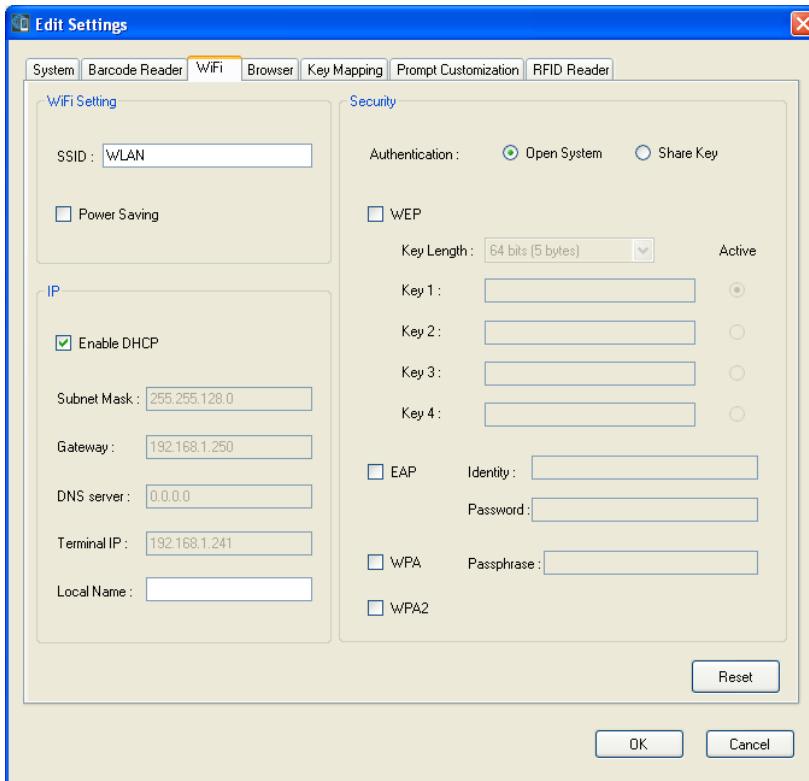 Edit Settings
System Barcode Reader WiFi Browser Key Mapping Prompt Customization RFID Reader
WiFi Setting
SSID : WLAN
Power Saving
IP
Enable DHCP
Subnet Mask : 255.255.128.0
Gateway : 192.168.1.250
DNS server : 0.0.0.0
Terminal IP : 192.168.1.241
Local Name :
Security
Authentication : Open System Share Key
WEP
Key Length : 64 bits (5 bytes) Active
Key 1 :
Key 2 :
Key 3 :
Key 4 :
EAP Identity :
Password :
WPA Passphrase :
WPA2
Reset
OK Cancel